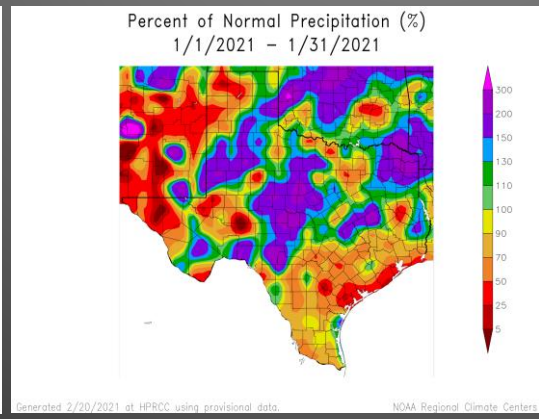 Percent of Normal Precipitation (%)
1/1/2021 – 1/31/2021
300
200
150
130
110
100
90
70
50
25
5
Generated 2/20/2021 at HPRCC using provisional data.
NOAA Regional Climate Centers